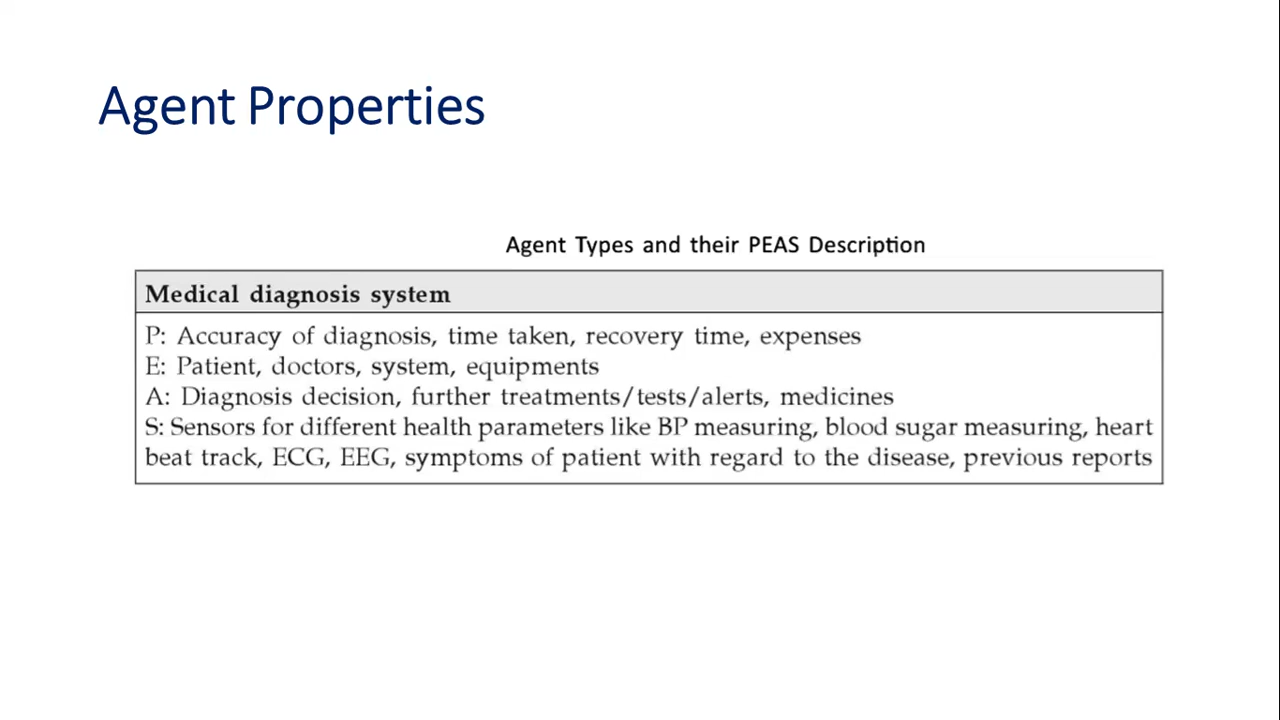 Agent Properties
Agent Types and their PEAS Description
Medical diagnosis system
P: Accuracy of diagnosis, time taken, recovery time, expenses
E: Patient, doctors, system, equipments
A: Diagnosis decision, further treatments/tests/alerts, medicines
S: Sensors for different health parameters like BP measuring, blood sugar measuring, heart
beat track, ECG, EEG, symptoms of patient with regard to the disease, previous reports